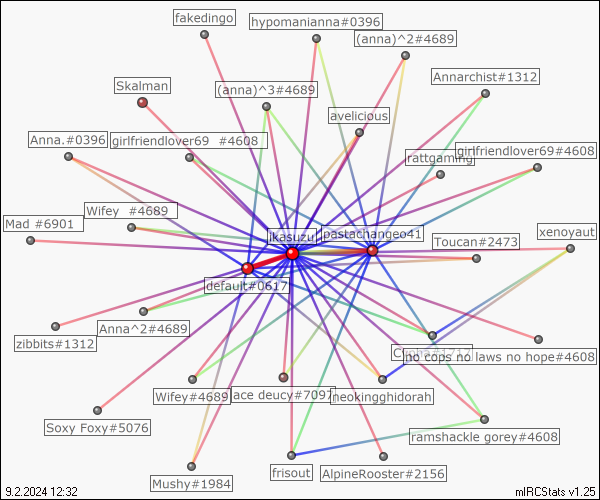 fakedingo
hypomanianna#0396
(anna)^2#4689
Annarchist#1312
Skalman
(anna)^3#4689
avelicious
Anna.#0396
girlfriendlover69 #4608
rattgaming
girlfriendlover69#4608
Wifey #4689
Mad #6901
ikasuzu
pastachangeo41
xenoyaut
Toucan#2473
default#0617
Anna^2#4689
zibbits#1312
no cops no laws no hope#4608
Wifey#4689
ace deucy#7097
neokingghidorah
Soxy Foxy#5076
ramshackle gorey#4608
Mushy#1984
frisout
AlpineRooster#2156
9.2.2024 12:32
mIRCStats v1.25